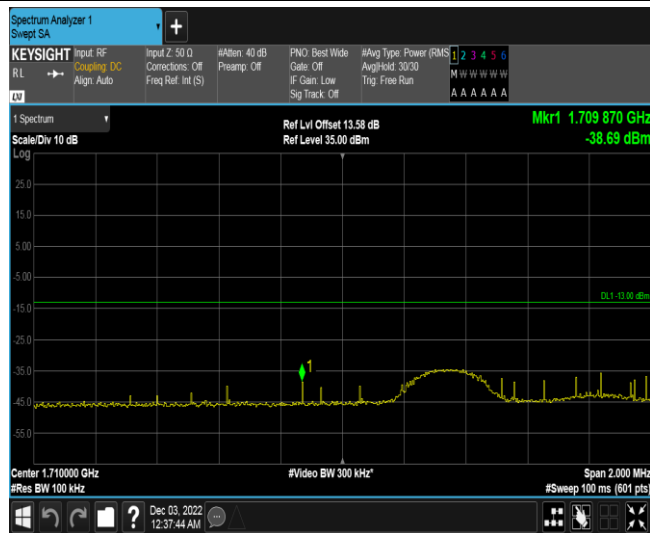 Spectrum Analyzer 1
Swept SA
+
KEYSIGHT
RL
LXI
Input: RF
Coupling: DC
Align: Auto
Input Z: 50 Ω
Corrections: Off
Freq Ref: Int (S)
#Atten: 40 dB
Preamp: Off
PNO: Best Wide
Gate: Off
IF Gain: Low
Sig Track: Off
#Avg Type: Power (RMS
Avg|Hold: 30/30
Trig: Free Run
1 2 3 4 5 6
M W W W W W
A A A A A A
1 Spectrum
Scale/Div 10 dB
Log
Ref Lvl Offset 13.58 dB
Ref Level 35.00 dBm
Mkr1 1.709 870 GHz
-38.69 dBm
25.0
15.0
5.00
-5.00
DL1 -13.00 dBm
-15.0
-25.0
-35.0
1
-45.0
-55.0
Center 1.710000 GHz
#Res BW 100 kHz
#Video BW 300 kHz*
Span 2.000 MHz
#Sweep 100 ms (601 pts)
?
Dec 03, 2022
12:37:44 AM